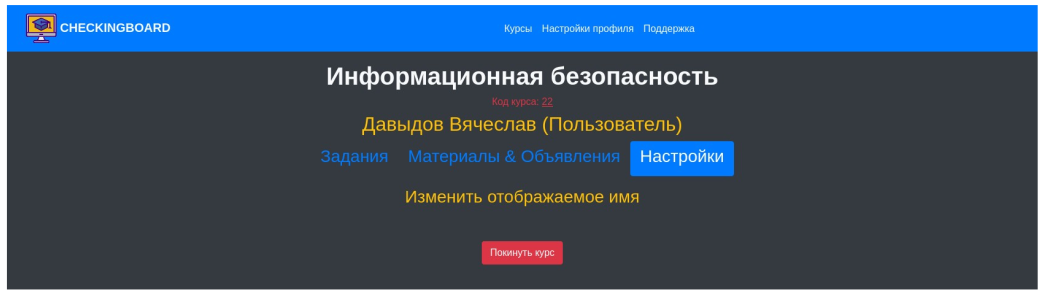 CHECKINGBOARD Курсы Настройки профиля Поддержка
Информационная безопасность
Код курса: 22
Давыдов Вячеслав (Пользователь)
Задания Материалы & Объявления Настройки
Изменить отображаемое имя
Покинуть курс